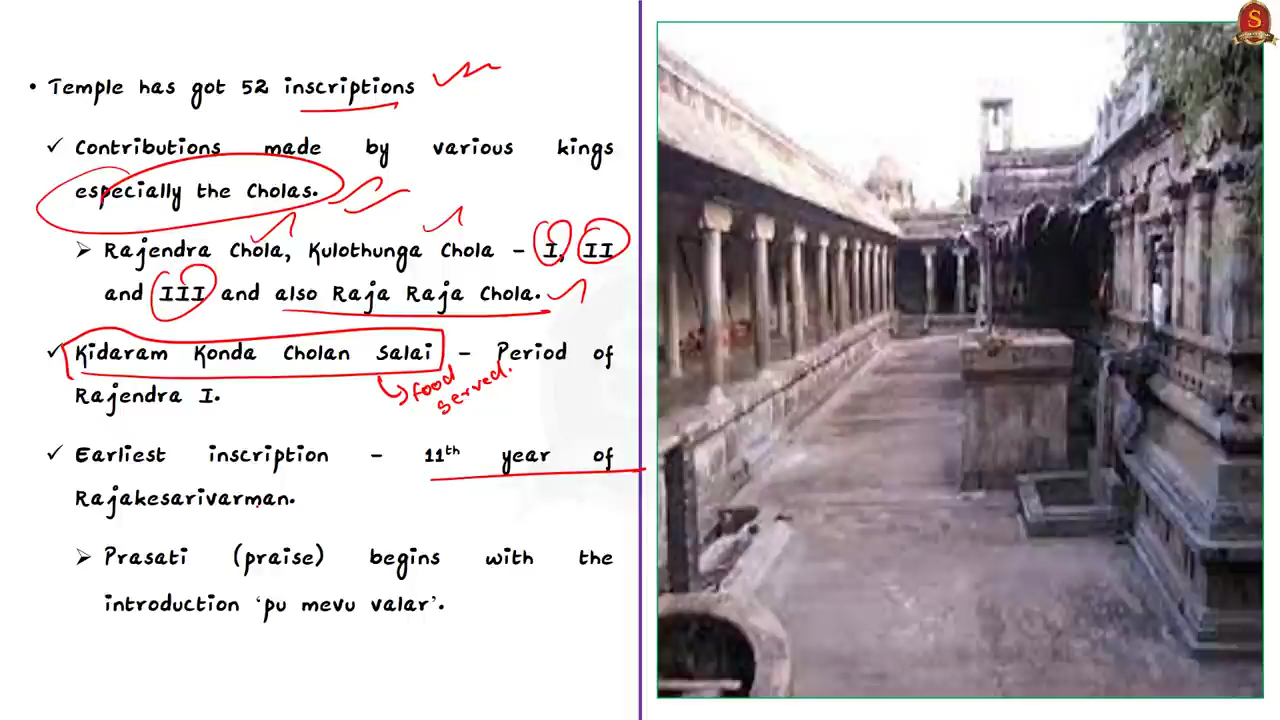 • Temple has got 52 inscriptions
✓ Contributions made by various kings
especially the Cholas.
➢ Rajendra Chola, Kulothunga Chola – I, II
and III and also Raja Raja Chola.
✓ Kidaram Konda Cholan Salai – Period of
food
served.
Rajendra I.
✓ Earliest inscription – 11th year of
Rajakesarivarman.
➢ Prasati (praise) begins with the
introduction ‘pu mevu valar’.
S